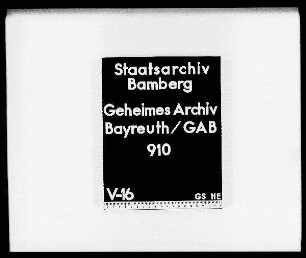 Staatsarchiv
Bamberg
Geheimes Archiv
Bayreuth/GAB
910
V-16 GS HE